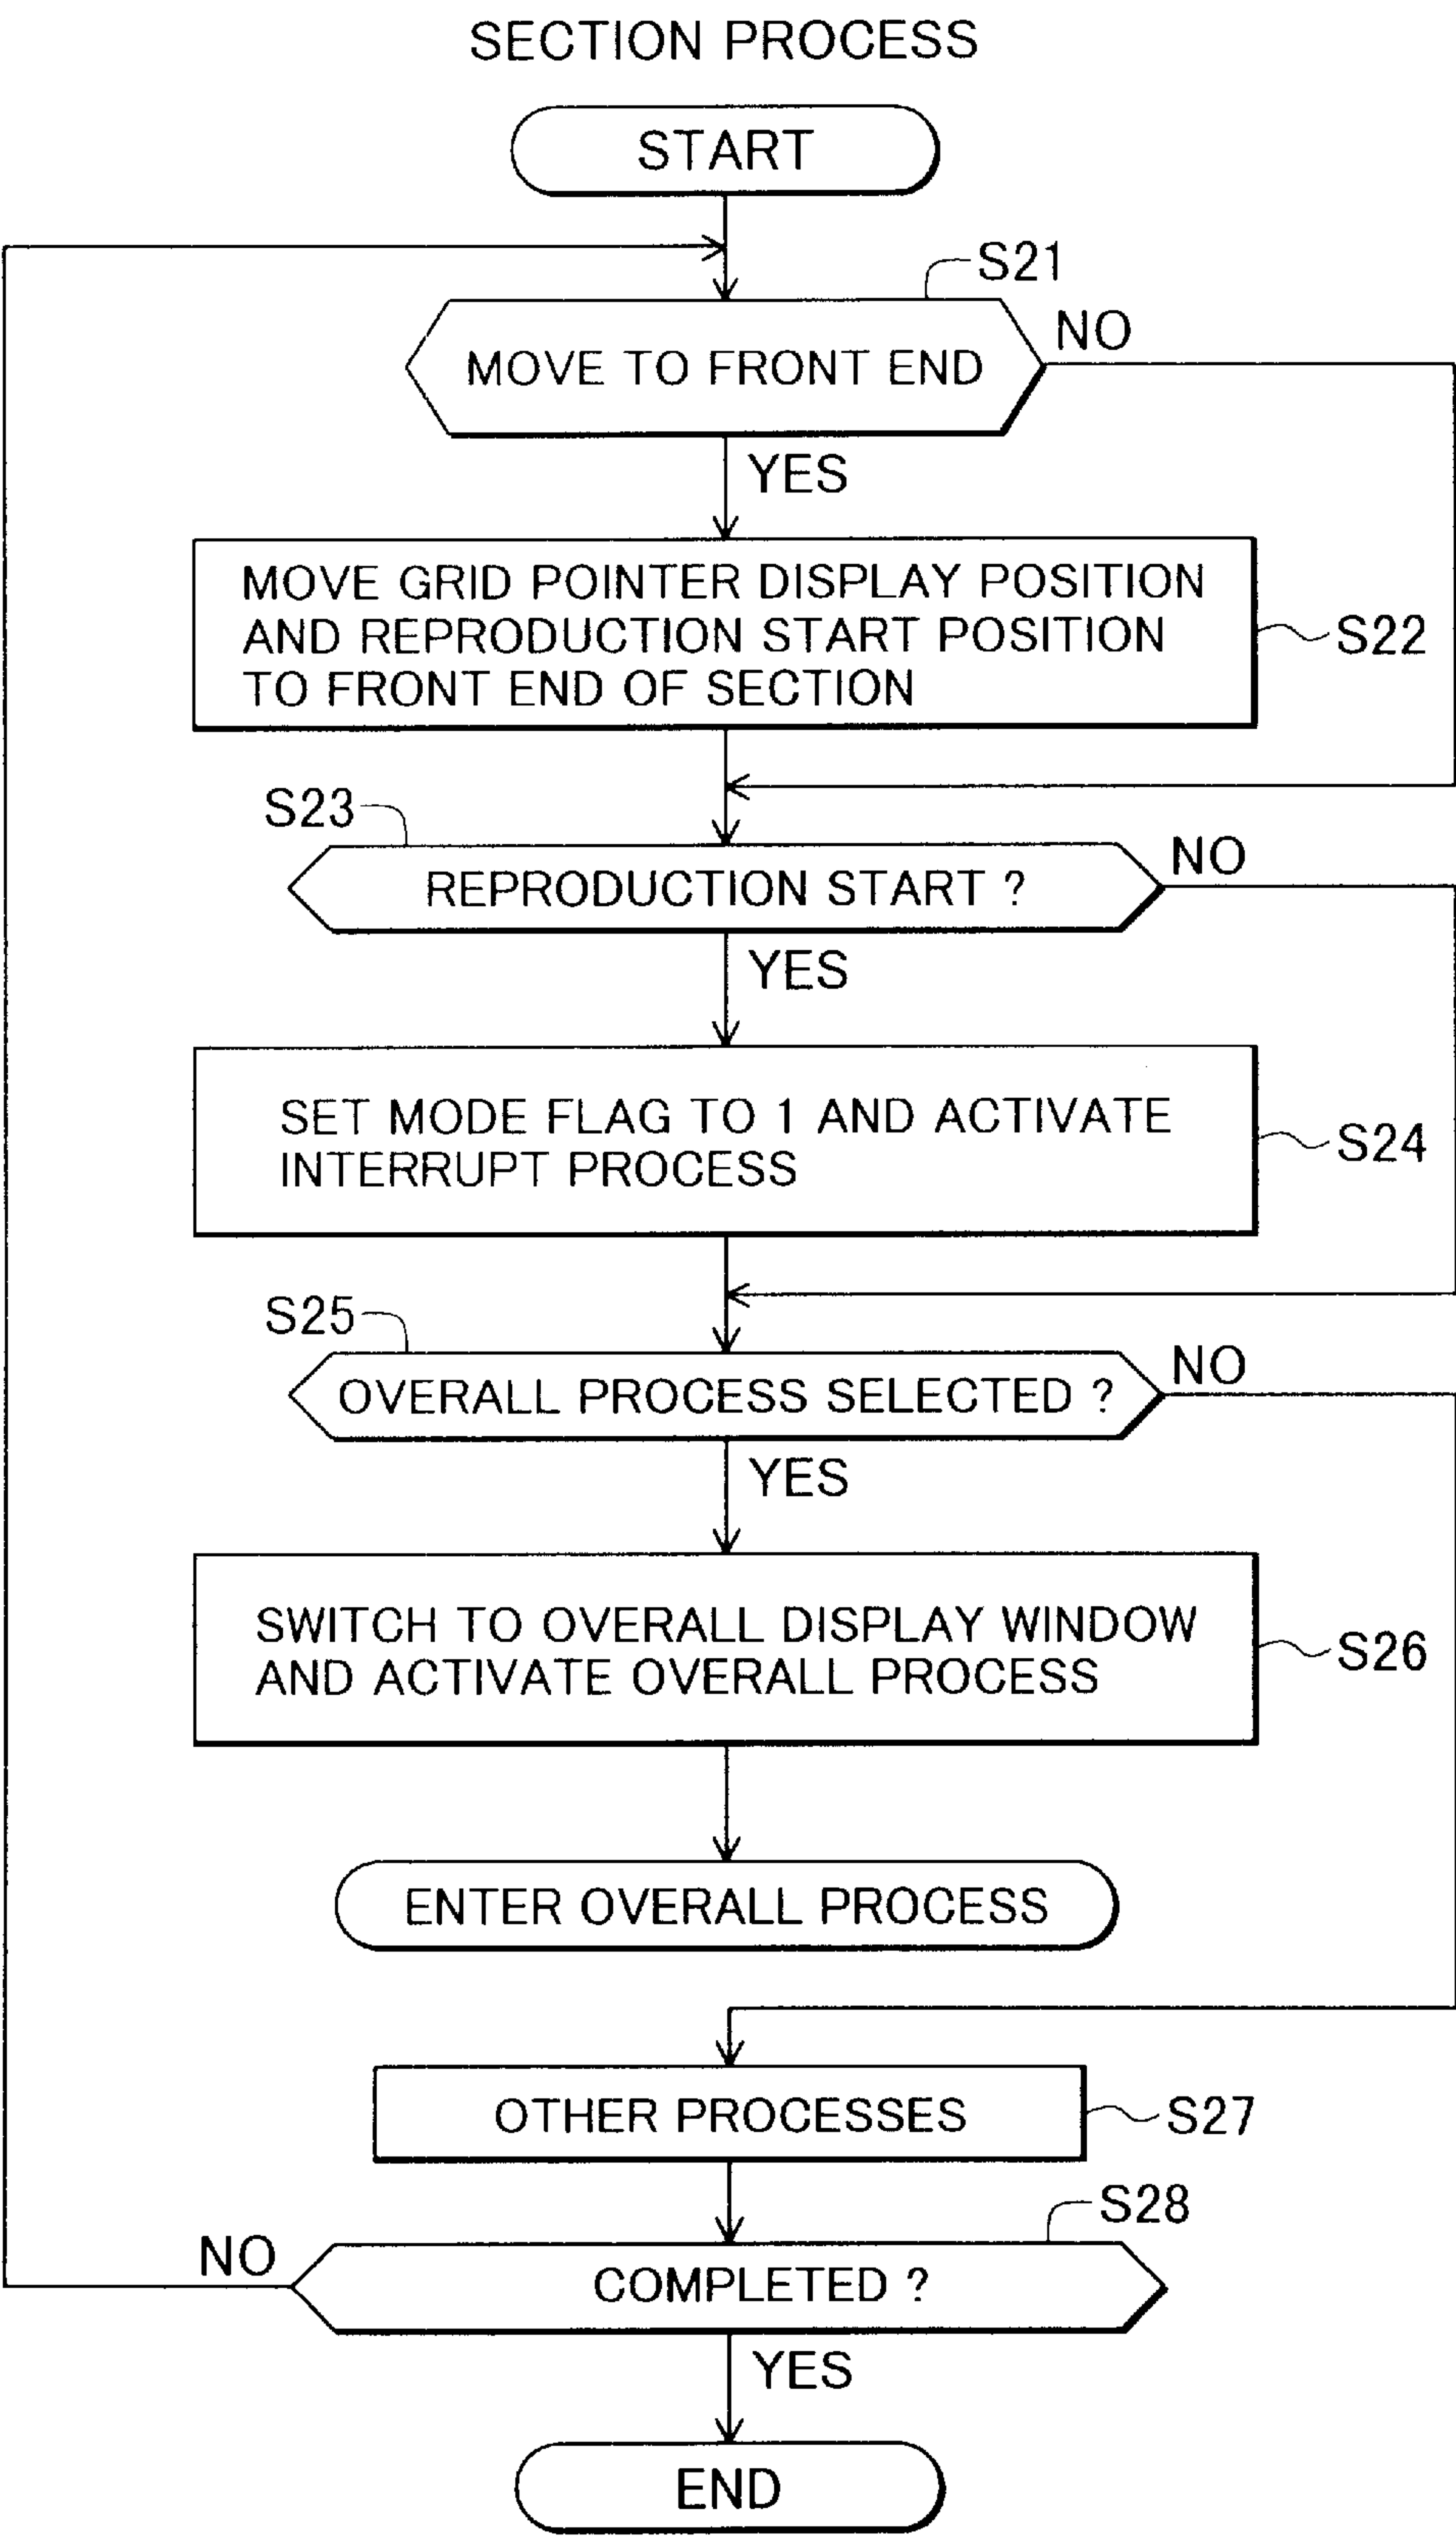 SECTION PROCESS
START
S21
MOVE TO FRONT END
NO
YES
MOVE GRID POINTER DISPLAY POSITION
AND REPRODUCTION START POSITION
TO FRONT END OF SECTION
S22
S23
REPRODUCTION START ?
NO
YES
SET MODE FLAG TO 1 AND ACTIVATE
INTERRUPT PROCESS
S24
S25
OVERALL PROCESS SELECTED ?
NO
YES
SWITCH TO OVERALL DISPLAY WINDOW
AND ACTIVATE OVERALL PROCESS
S26
ENTER OVERALL PROCESS
OTHER PROCESSES
S27
S28
NO
COMPLETED ?
YES
END